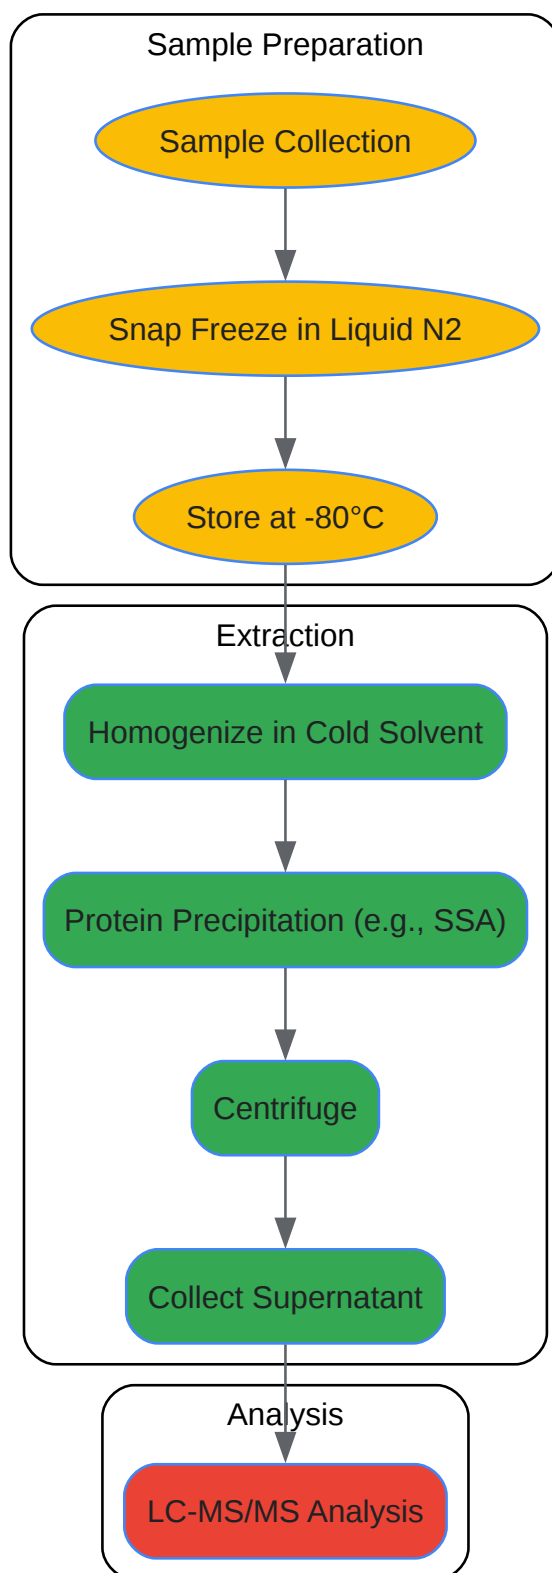 Sample Preparation
Sample Collection
Snap Freeze in Liquid N2
Store at -80°C
Extraction
Homogenize in Cold Solvent
Protein Precipitation (e.g., SSA)
Centrifuge
Collect Supernatant
Analysis
LC-MS/MS Analysis